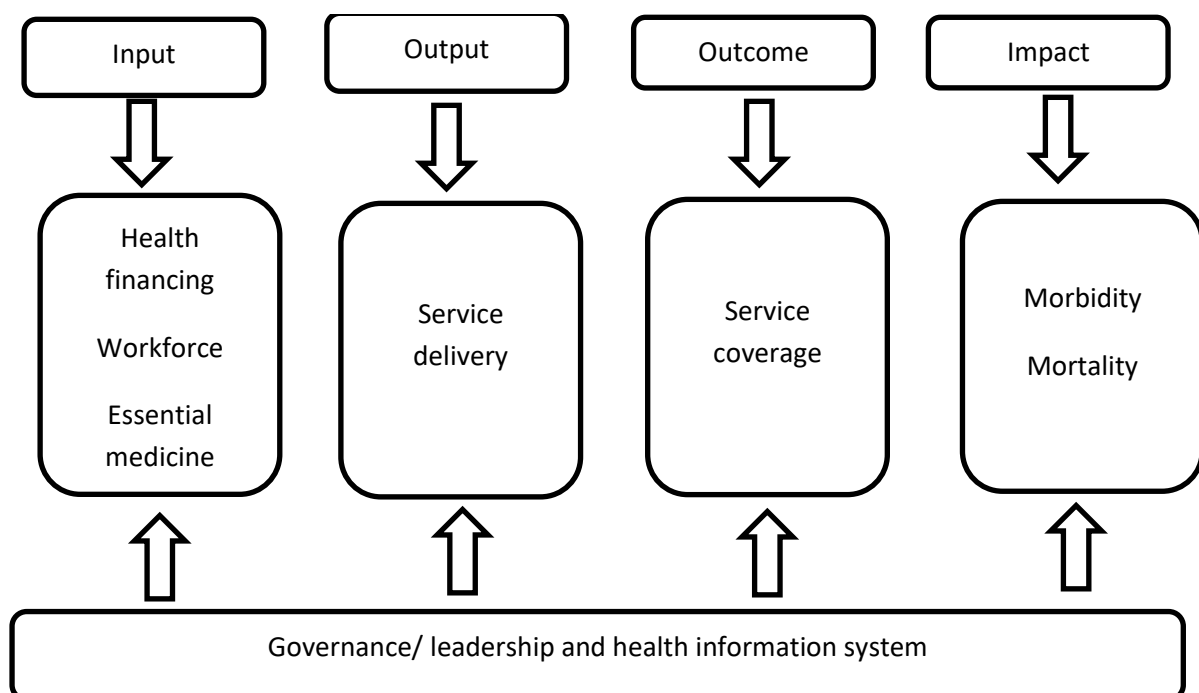 Input
Output
Outcome
Impact
Health
financing
Workforce
Essential
medicine
Service
delivery
Service
coverage
Morbidity
Mortality
Governance/ leadership and health information system